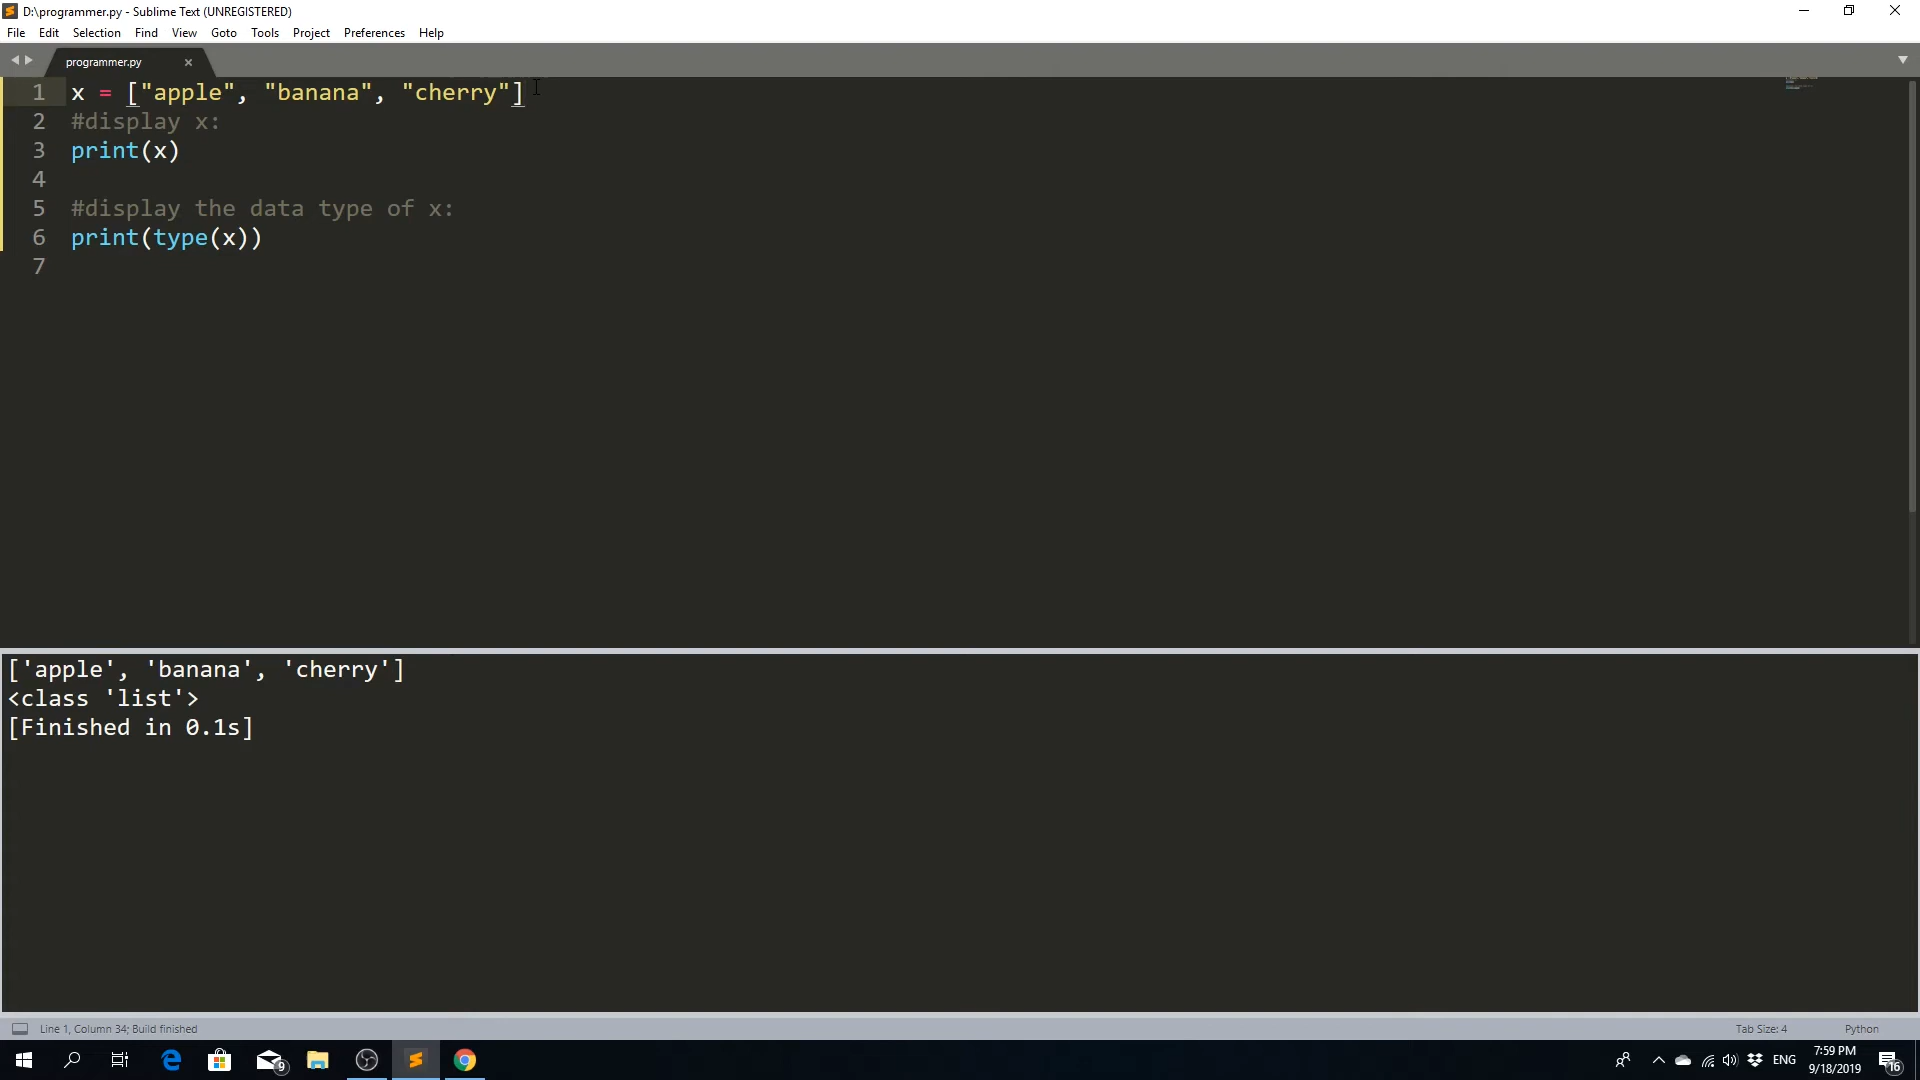 D:\programmer.py - Sublime Text (UNREGISTERED)
File Edit Selection Find View Goto Tools Project Preferences Help
programmer.py
1 x = ["apple", "banana", "cherry"]
2 #display x:
3 print(x)
4
5 #display the data type of x:
6 print(type(x))
7
['apple', 'banana', 'cherry']
<class 'list'>
[Finished in 0.1s]
Line 1, Column 34; Build finished
Tab Size: 4
Python
9
ENG
7:59 PM
9/18/2019
16